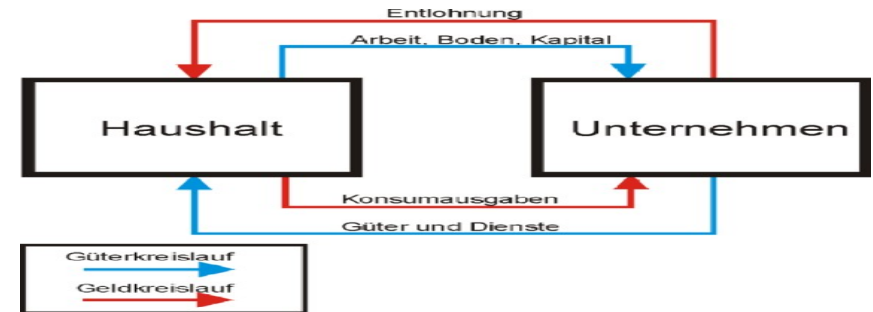 Entlohnung
Arbeit, Boden, Kapital
Haushalt
Unternehmen
Konsumausgaben
Güter und Dienste
Güterkreislauf
Geldkreislauf